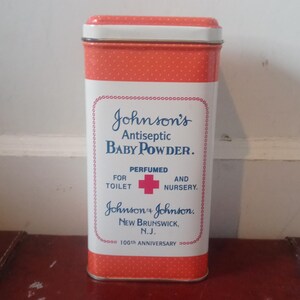 Johnson's
Antiseptic
BABY POWDER.
PERFUMED
FOR AND
TOILET NURSERY.
Johnson & Johnson
NEW BRUNSWICK,
N.J.
100th ANNIVERSARY